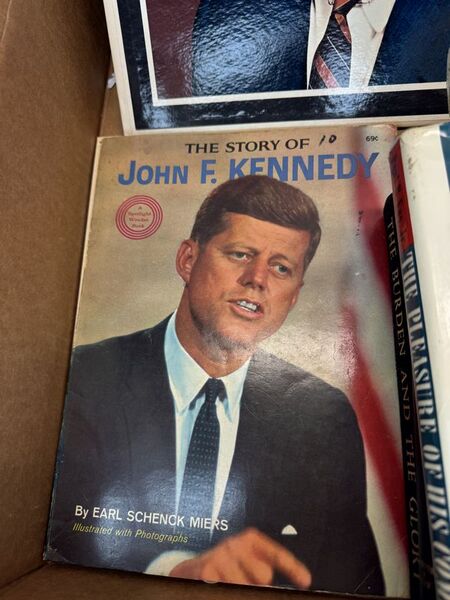 THE STORY OF
10
69¢
JOHN F. KENNEDY
A
Spotlight
Wonder
Book
By EARL SCHENCK MIERS
Illustrated with Photographs
THE BURDEN AND THE GLORY
THE PLEASURE OF HIS